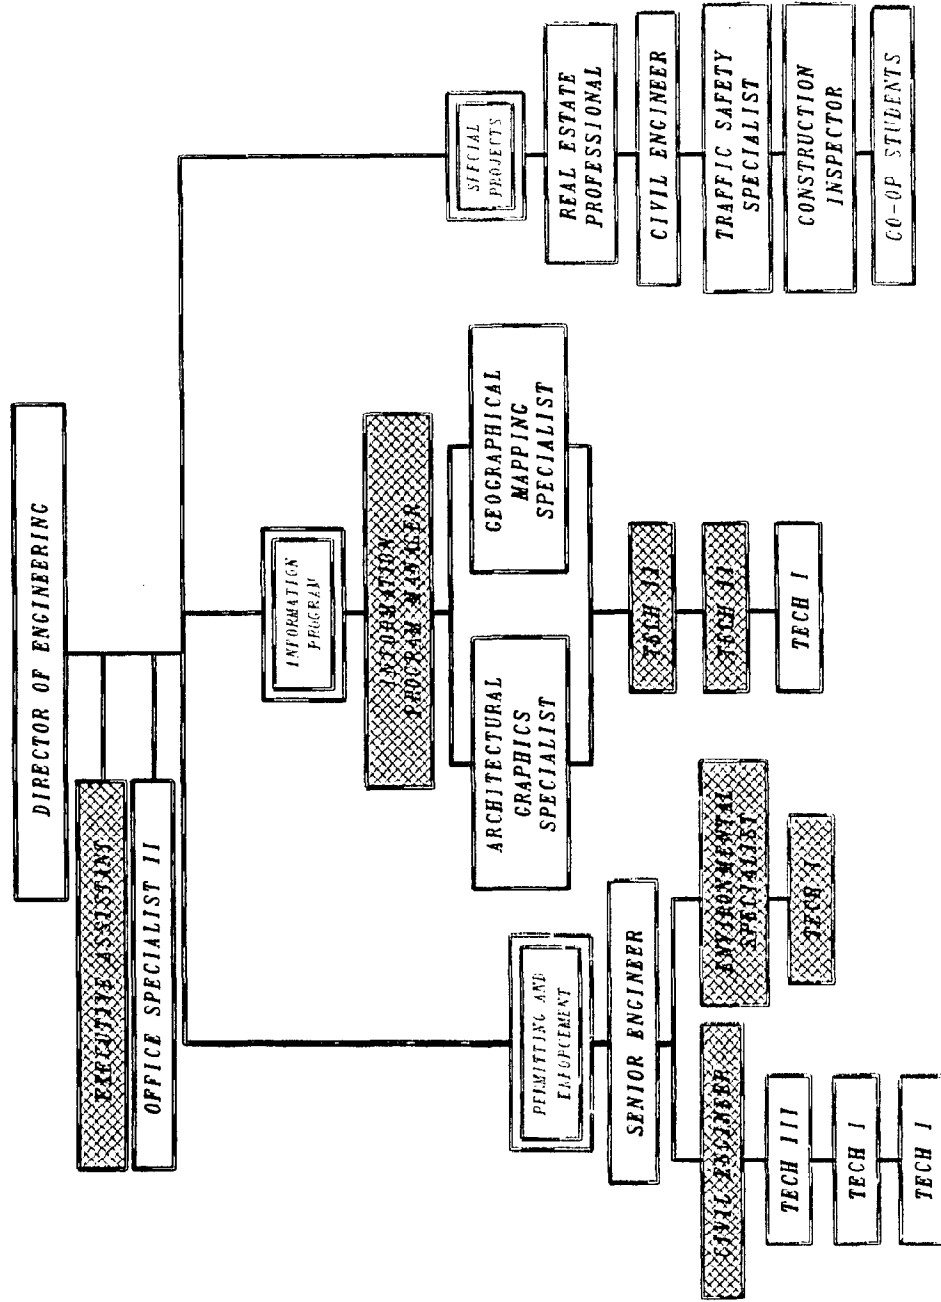 DIRECTOR OF ENGINEERING
EXECUTIVE ASSISTANT
OFFICE SPECIALIST II
PERMITTING AND
ENFORCEMENT
SENIOR ENGINEER
CIVIL ENGINEER
TECH III
TECH I
TECH I
ENVIRONMENTAL
SPECIALIST
TECH I
INFORMATION
PROGRAM
INFORMATION
PROGRAM MANAGER
ARCHITECTURAL
GRAPHICS
SPECIALIST
GEOGRAPHICAL
MAPPING
SPECIALIST
TECH II
TECH I
SPECIAL
PROJECTS
REAL ESTATE
PROFESSIONAL
CIVIL ENGINEER
TRAFFIC SAFETY
SPECIALIST
CONSTRUCTION
INSPECTOR
CO-OP STUDENTS